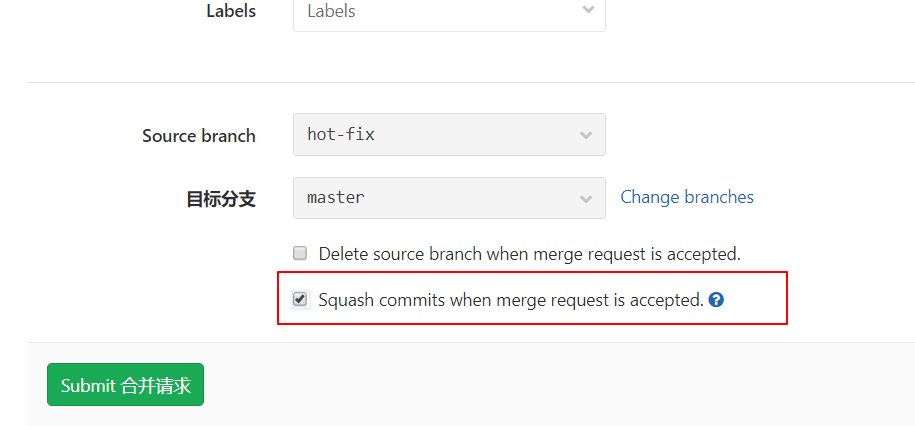 Labels Labels
Source branch hot-fix
目标分支 master Change branches
Delete source branch when merge request is accepted.
Squash commits when merge request is accepted. ?
Submit 合并请求